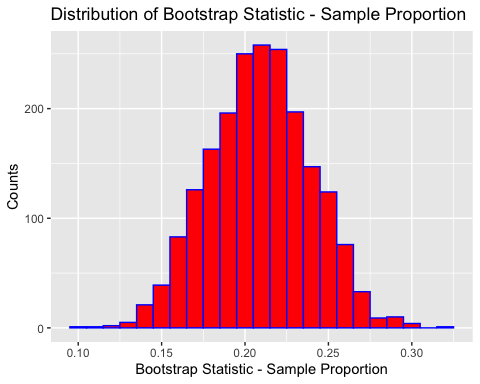 Distribution of Bootstrap Statistic - Sample Proportion
Counts
200
100
0
0.10 0.15 0.20 0.25 0.30
Bootstrap Statistic - Sample Proportion